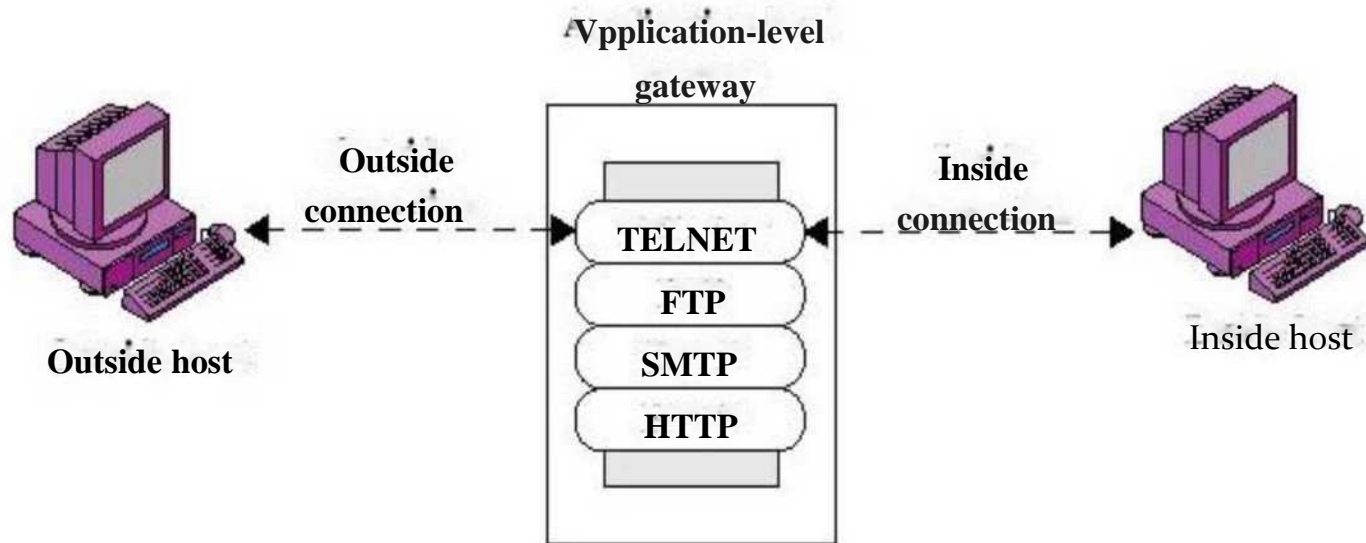 Vpplication-level
gateway
Outside
connection
Inside
connection
TELNET
FTP
SMTP
HTTP
Outside host
Inside host